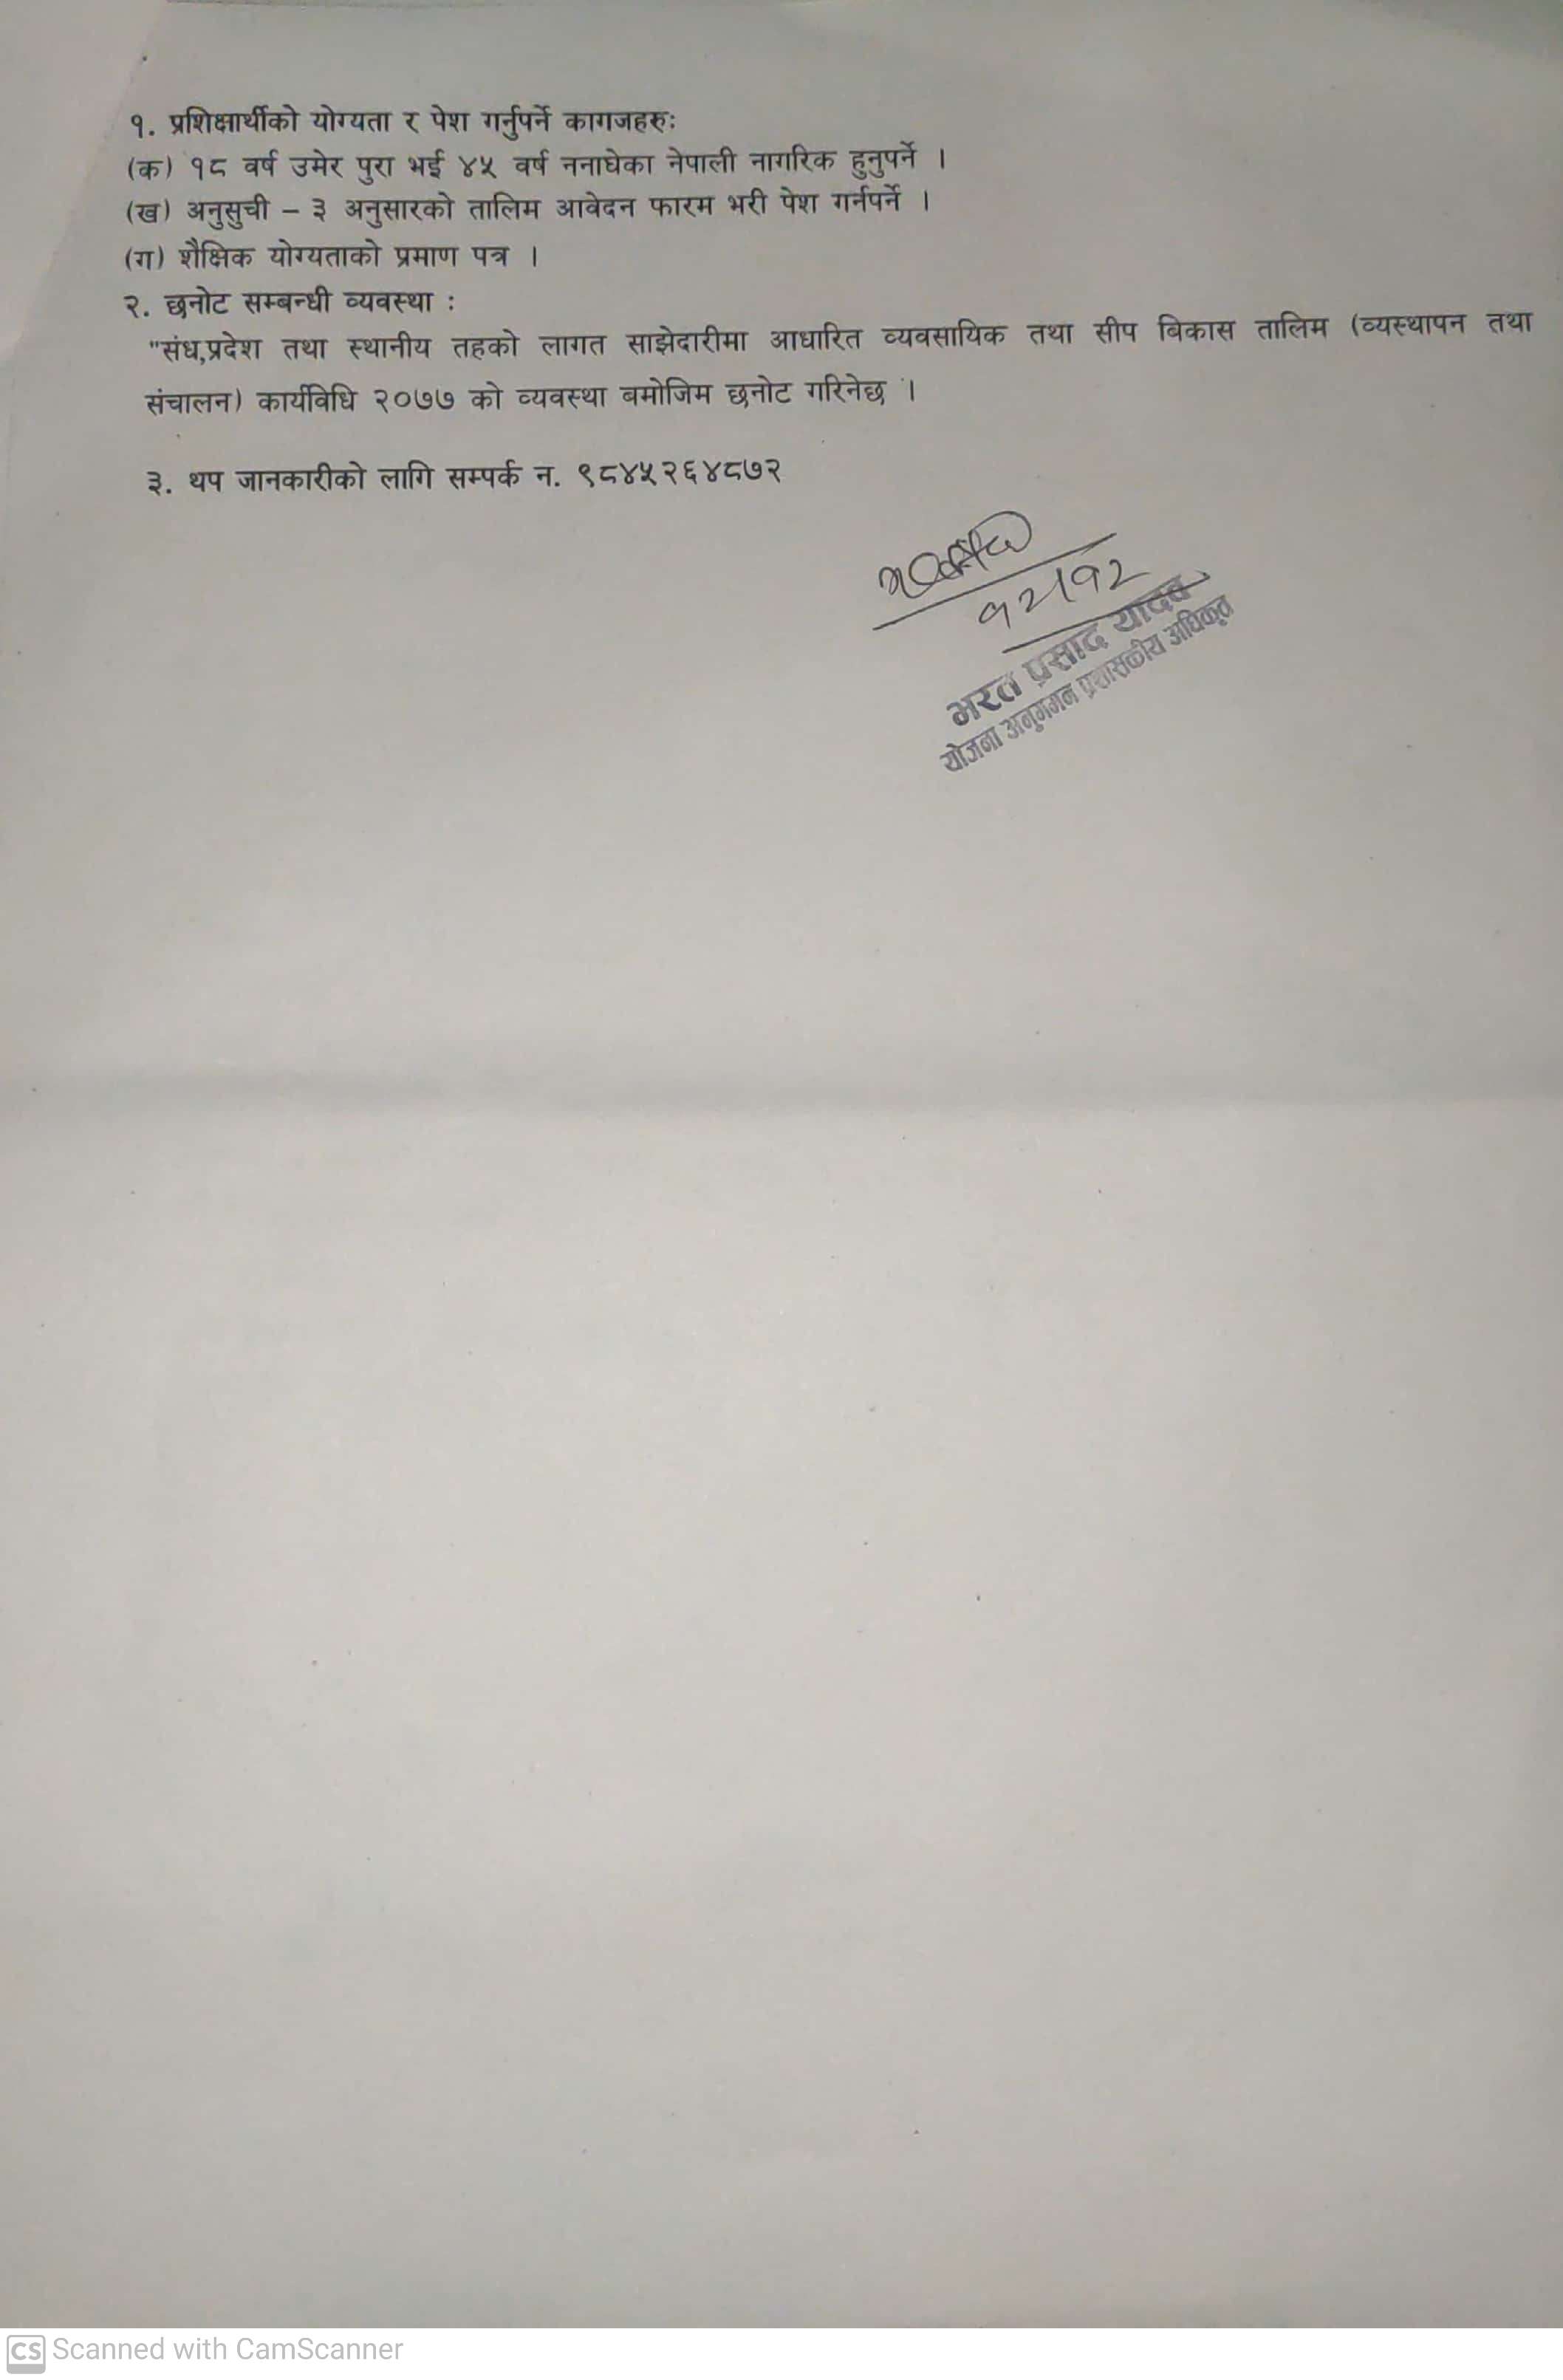 १. प्रशिक्षार्थीको योग्यता र पेश गर्नुपर्ने कागजहरुः
(क) १८ वर्ष उमेर पुरा भई ४५ वर्ष ननाघेका नेपाली नागरिक हुनुपर्ने ।
(ख) अनुसुची – ३ अनुसारको तालिम आवेदन फारम भरी पेश गर्नपर्ने ।
(ग) शैक्षिक योग्यताको प्रमाण पत्र ।
२. छनोट सम्बन्धी व्यवस्था :
"संध,प्रदेश तथा स्थानीय तहको लागत साझेदारीमा आधारित व्यवसायिक तथा सीप बिकास तालिम (व्यस्थापन तथा
संचालन) कार्यविधि २०७७ को व्यवस्था बमोजिम छनोट गरिनेछ ।
३. थप जानकारीको लागि सम्पर्क न. ९८४५२६४८७२
१२।१२
भरत प्रसाद यादव
योजना अनुगमन प्रशासकीय अधिकृत
CS Scanned with CamScanner